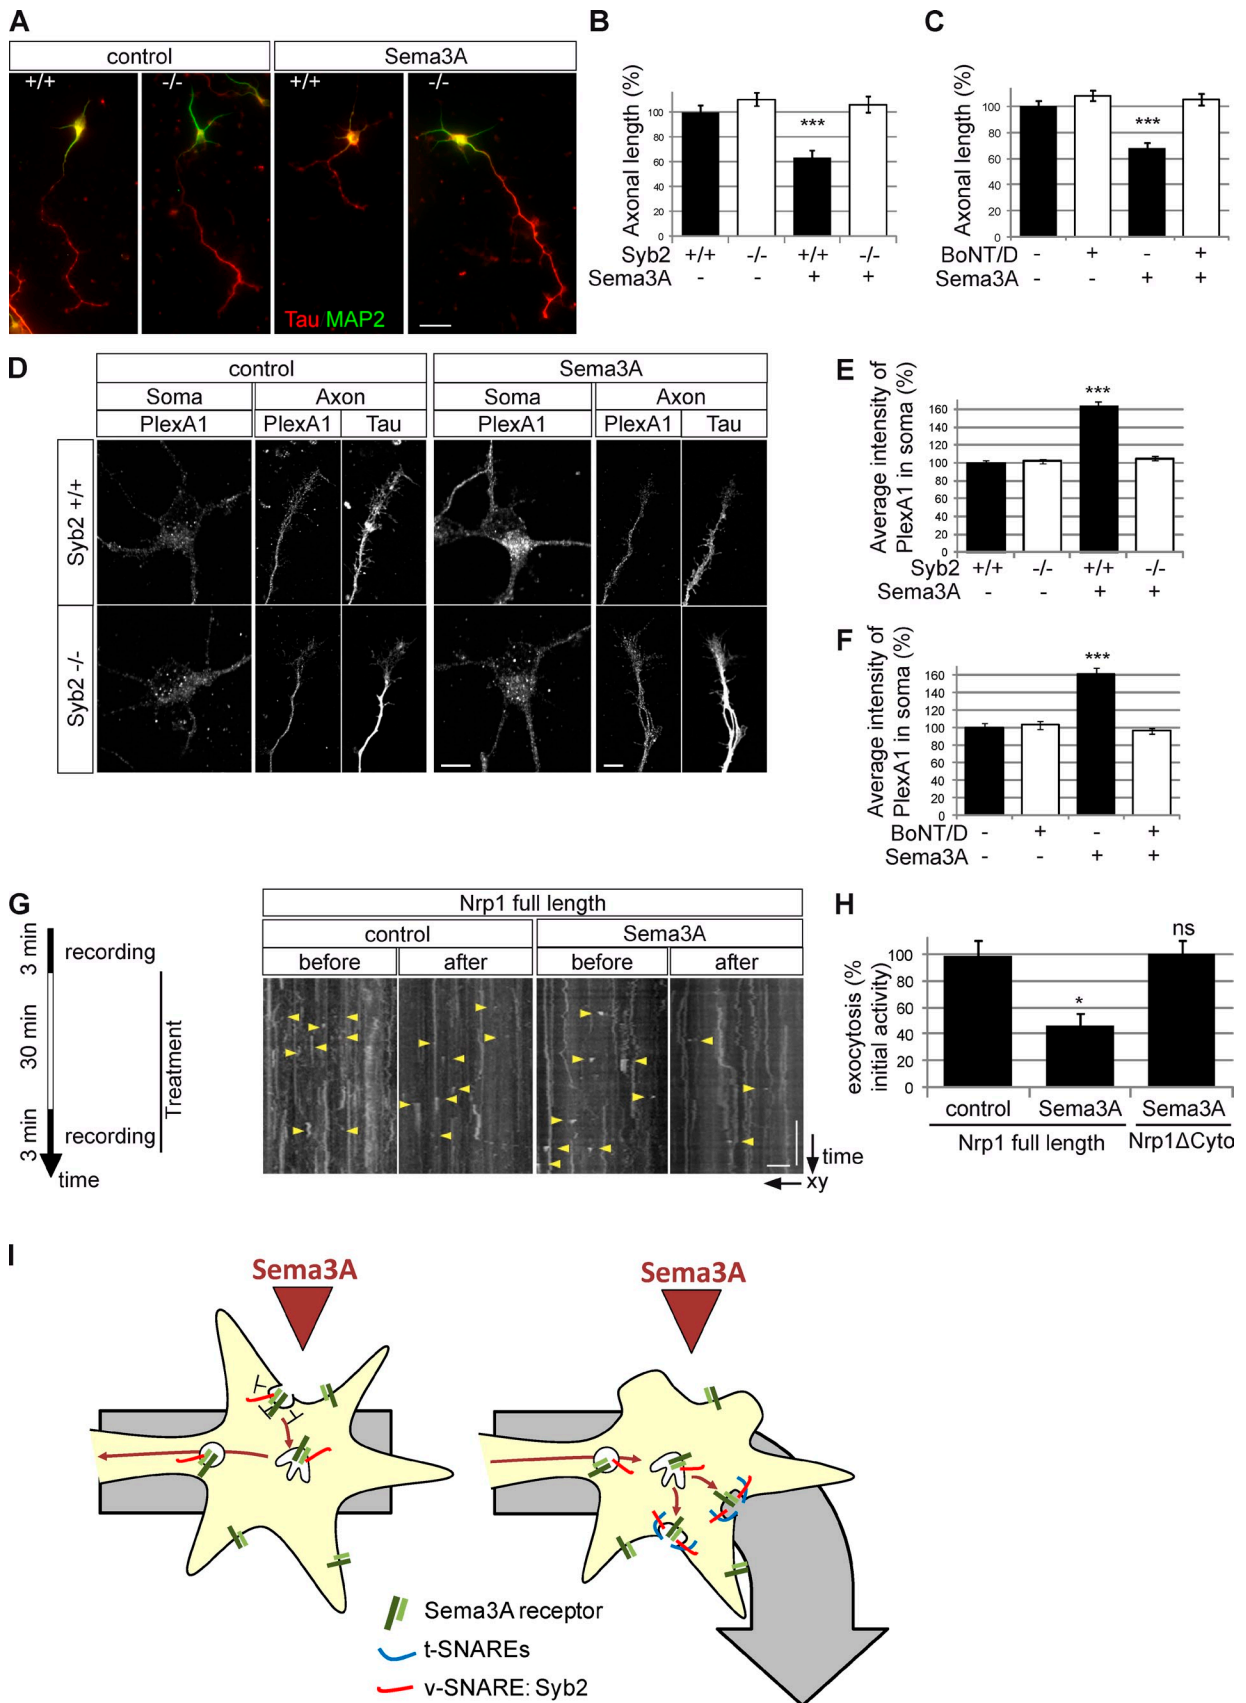 A
control
Sema3A
+/+
-/-
+/+
-/-
Tau MAP2
B
Axonal length (%)
120
100
80
60
40
20
0
***
Syb2 +/+ -/- +/+ -/-
Sema3A - - + +
C
Axonal length (%)
120
100
80
60
40
20
0
***
BoNT/D - + - +
Sema3A - - + +
D
control
Sema3A
Soma Axon Soma Axon
PlexA1 PlexA1 Tau PlexA1 PlexA1 Tau
Syb2 +/+
Syb2 -/-
E
Average intensity of
PlexA1 in soma (%)
160
140
120
100
80
60
40
20
0
***
Syb2 +/+ -/- +/+ -/-
Sema3A - - + +
F
Average intensity of
PlexA1 in soma (%)
160
140
120
100
80
60
40
20
0
***
BoNT/D - + - +
Sema3A - - + +
G
3 min
30 min
3 min
recording
recording
Treatment
time
Nrp1 full length
control Sema3A
before after before after
time
xy
H
exocytosis (%
initial activity)
100
80
60
40
20
0
*
ns
control Sema3A Sema3A
Nrp1 full length Nrp1ΔCyto
I
Sema3A
Sema3A
Sema3A receptor
t-SNAREs
v-SNARE: Syb2